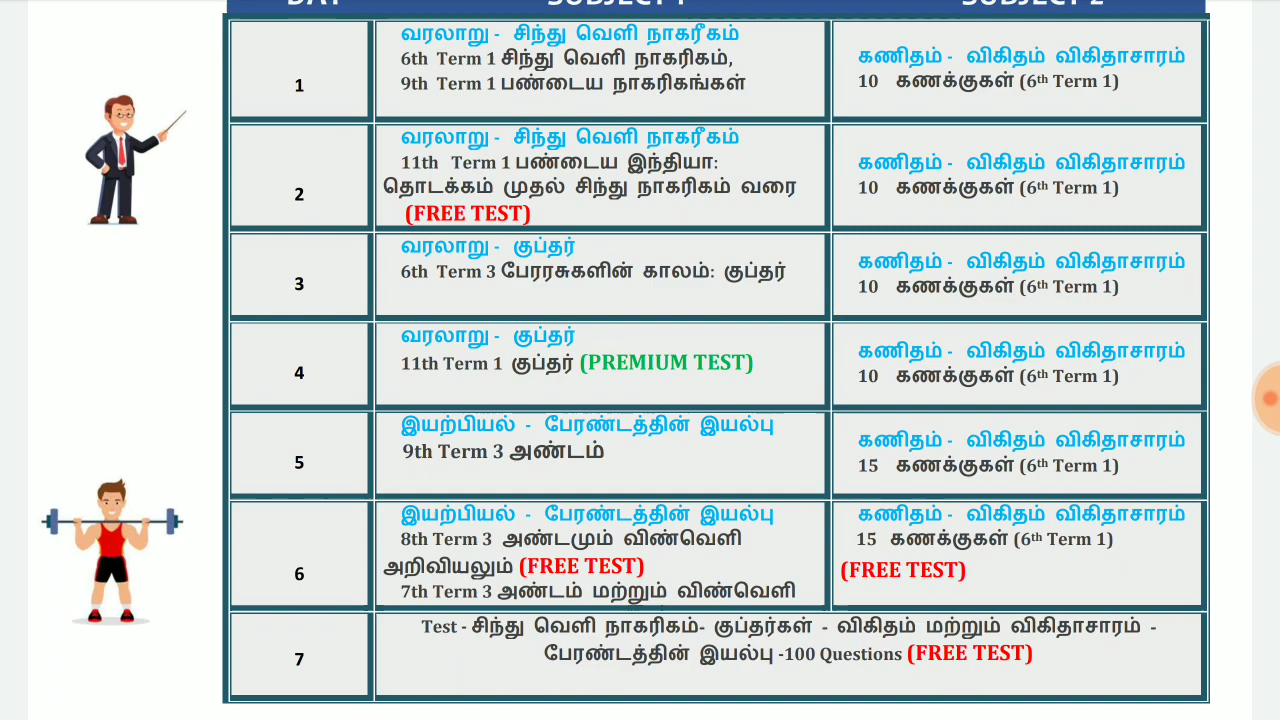 DAY SUBJECT 1 SUBJECT 2
வரலாறு - சிந்து வெளி நாகரீகம்
6th Term 1 சிந்து வெளி நாகரிகம்,
9th Term 1 பண்டைய நாகரிகங்கள்
1
கணிதம் - விகிதம் விகிதாசாரம்
10 கணக்குகள் (6th Term 1)
வரலாறு - சிந்து வெளி நாகரீகம்
11th Term 1 பண்டைய இந்தியா:
தொடக்கம் முதல் சிந்து நாகரிகம் வரை
(FREE TEST)
2
கணிதம் - விகிதம் விகிதாசாரம்
10 கணக்குகள் (6th Term 1)
வரலாறு - குப்தர்
6th Term 3 பேரரசுகளின் காலம்: குப்தர்
3
கணிதம் - விகிதம் விகிதாசாரம்
10 கணக்குகள் (6th Term 1)
வரலாறு - குப்தர்
11th Term 1 குப்தர் (PREMIUM TEST)
4
கணிதம் - விகிதம் விகிதாசாரம்
10 கணக்குகள் (6th Term 1)
இயற்பியல் - பேரண்டத்தின் இயல்பு
9th Term 3 அண்டம்
5
கணிதம் - விகிதம் விகிதாசாரம்
15 கணக்குகள் (6th Term 1)
இயற்பியல் - பேரண்டத்தின் இயல்பு
8th Term 3 அண்டமும் விண்வெளி
அறிவியலும் (FREE TEST)
7th Term 3 அண்டம் மற்றும் விண்வெளி
6
கணிதம் - விகிதம் விகிதாசாரம்
15 கணக்குகள் (6th Term 1)
(FREE TEST)
Test - சிந்து வெளி நாகரிகம்- குப்தர்கள் - விகிதம் மற்றும் விகிதாசாரம் -
பேரண்டத்தின் இயல்பு -100 Questions (FREE TEST)
7